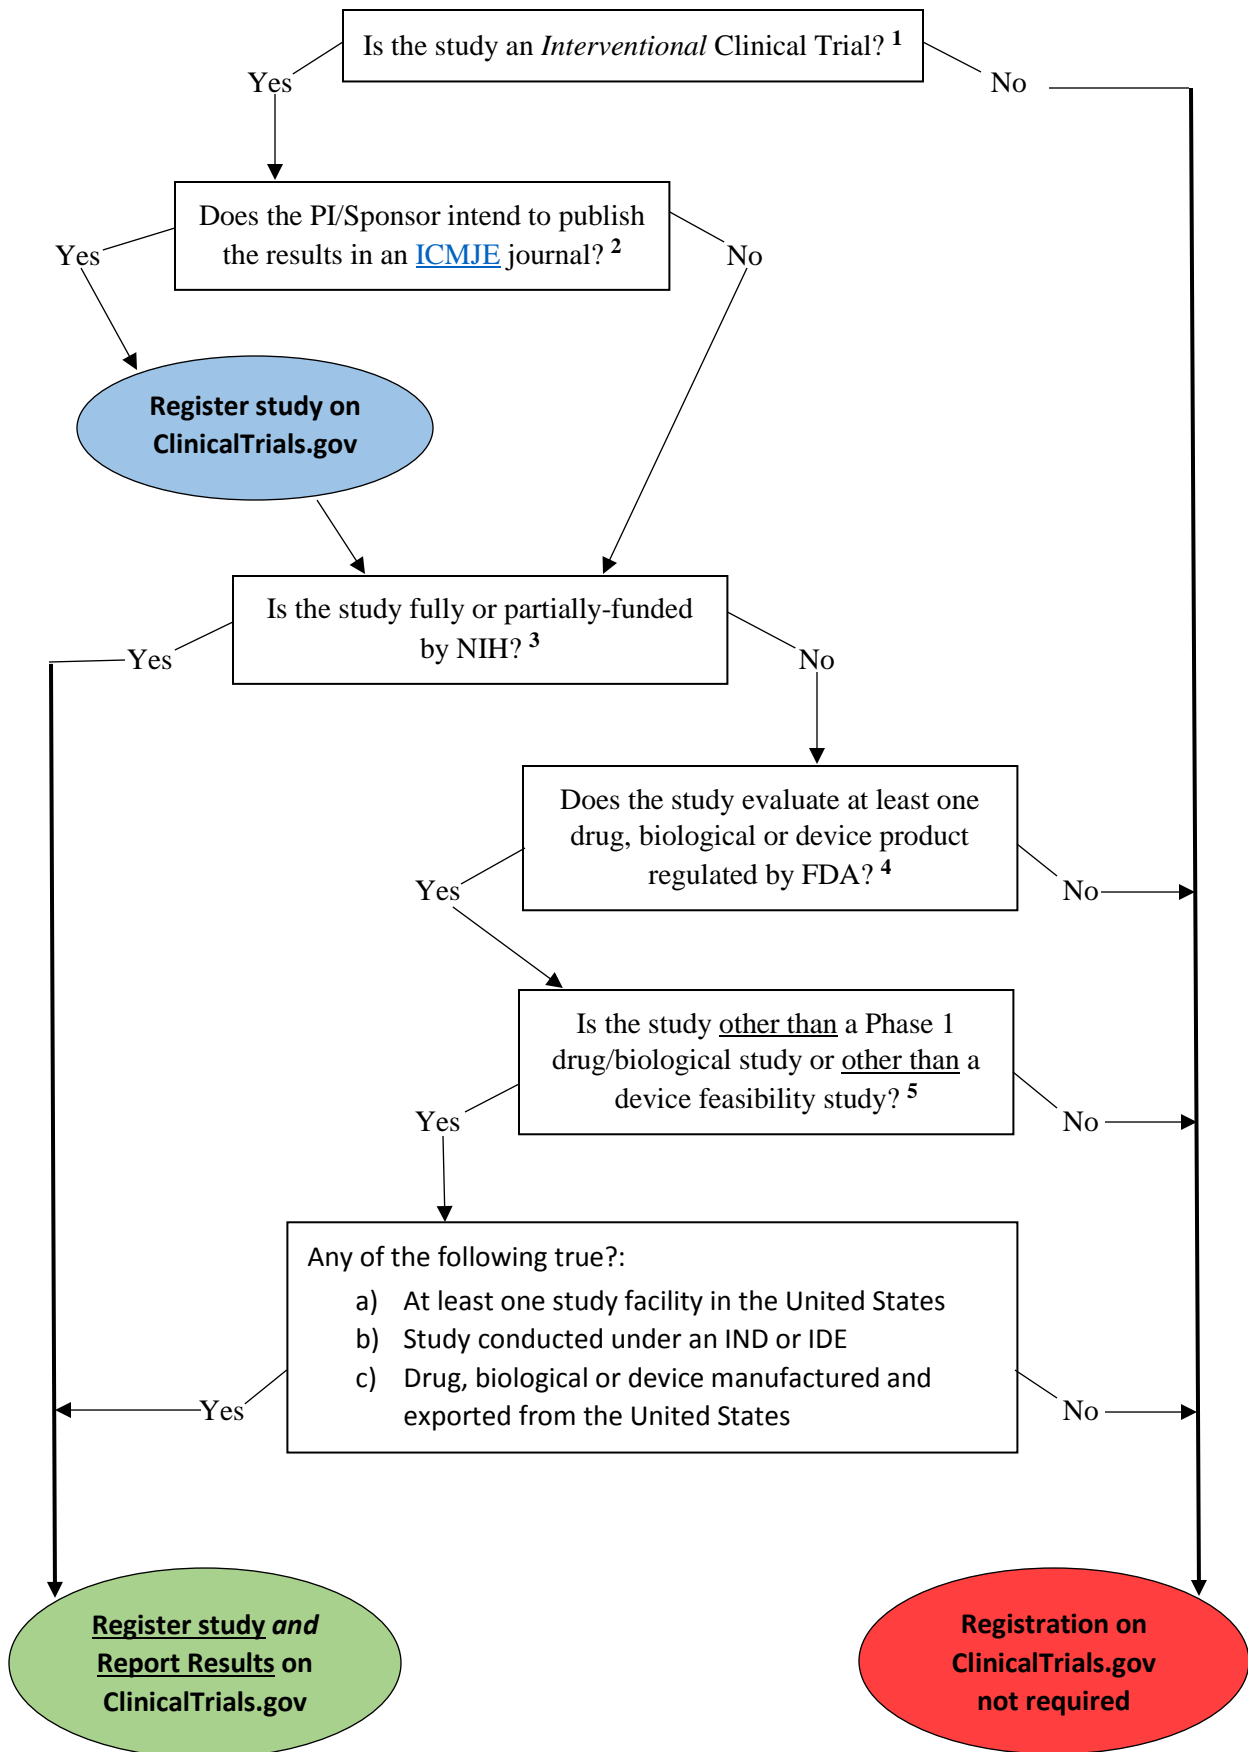 Is the study an Interventional Clinical Trial? 1
Yes
No
Does the PI/Sponsor intend to publish
the results in an ICMJE journal? 2
Yes
No
Register study on
ClinicalTrials.gov
Is the study fully or partially-funded
by NIH? 3
Yes
No
Does the study evaluate at least one
drug, biological or device product
regulated by FDA? 4
Yes
No
Is the study other than a Phase 1
drug/biological study or other than a
device feasibility study? 5
Yes
No
Any of the following true?:
a) At least one study facility in the United States
b) Study conducted under an IND or IDE
c) Drug, biological or device manufactured and
exported from the United States
Yes
No
Register study and
Report Results on
ClinicalTrials.gov
Registration on
ClinicalTrials.gov
not required